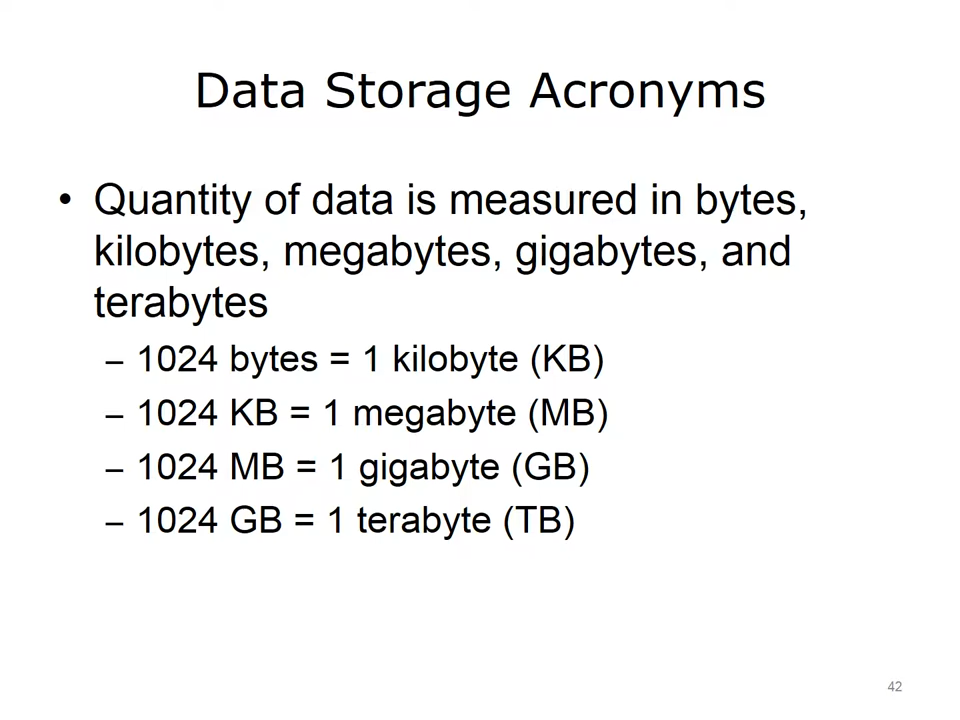 Data Storage Acronyms
• Quantity of data is measured in bytes,
kilobytes, megabytes, gigabytes, and
terabytes
– 1024 bytes = 1 kilobyte (KB)
– 1024 KB = 1 megabyte (MB)
– 1024 MB = 1 gigabyte (GB)
– 1024 GB = 1 terabyte (TB)
42